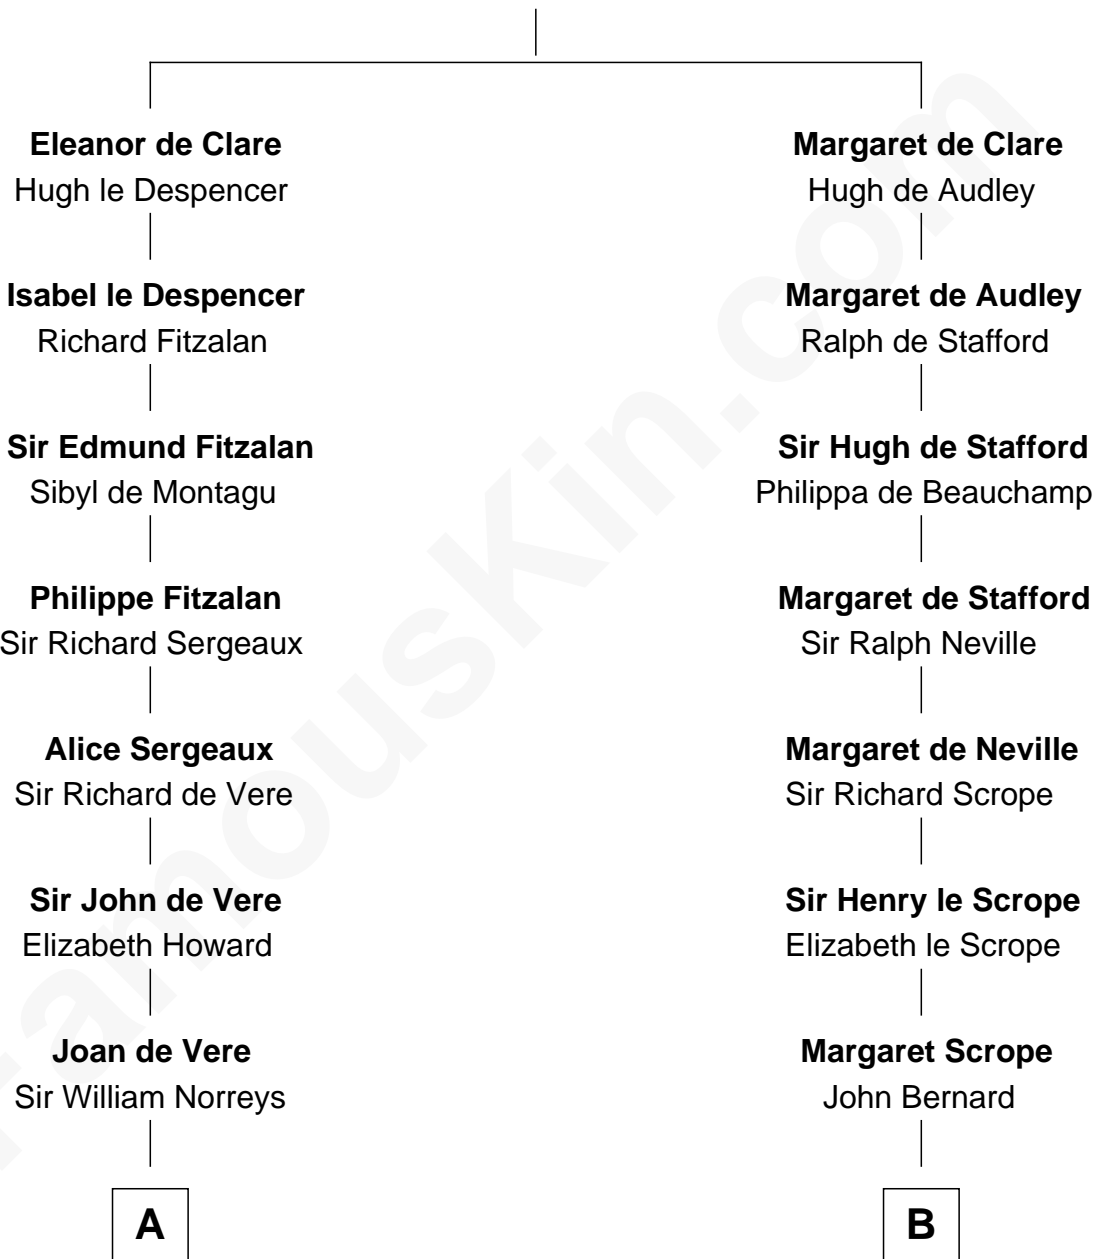 Eleanor de Clare
Hugh le Despencer
Isabel le Despencer
Richard Fitzalan
Sir Edmund Fitzalan
Sibyl de Montagu
Philippe Fitzalan
Sir Richard Sergeaux
Alice Sergeaux
Sir Richard de Vere
Sir John de Vere
Elizabeth Howard
Joan de Vere
Sir William Norreys
A
Margaret de Clare
Hugh de Audley
Margaret de Audley
Ralph de Stafford
Sir Hugh de Stafford
Philippa de Beauchamp
Margaret de Stafford
Sir Ralph Neville
Margaret de Neville
Sir Richard Scrope
Sir Henry le Scrope
Elizabeth le Scrope
Margaret Scrope
John Bernard
B
FamousKin.com